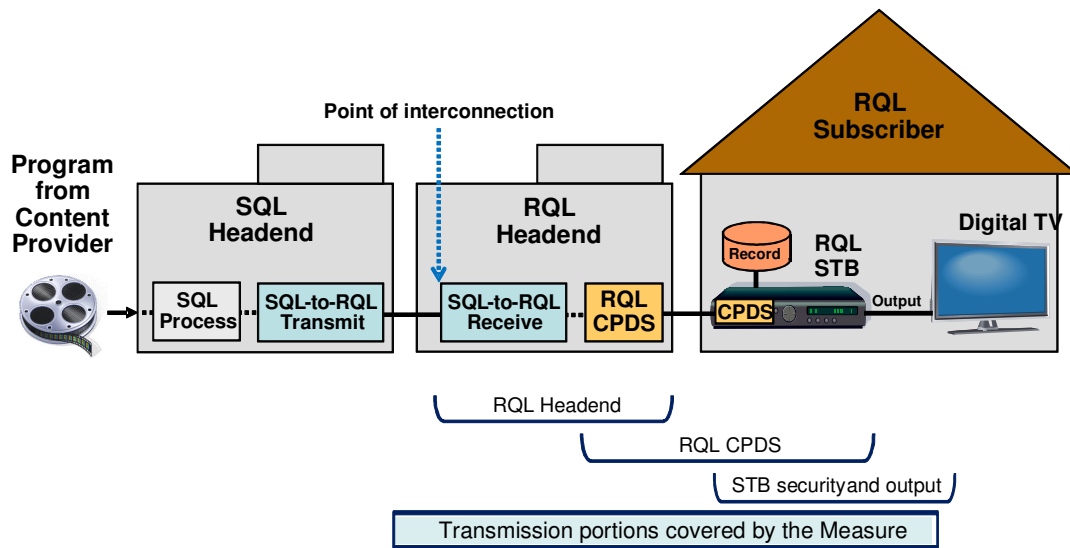 RQL
Subscriber
Point of interconnection
Program
from
Content
Provider
SQL
Headend
RQL
Headend
Digital TV
RQL
STB
Record
SQL
Process
SQL-to-RQL
Transmit
SQL-to-RQL
Receive
RQL
CPDS
CPDS
Output
RQL Headend
RQL CPDS
STB securityand output
Transmission portions covered by the Measure